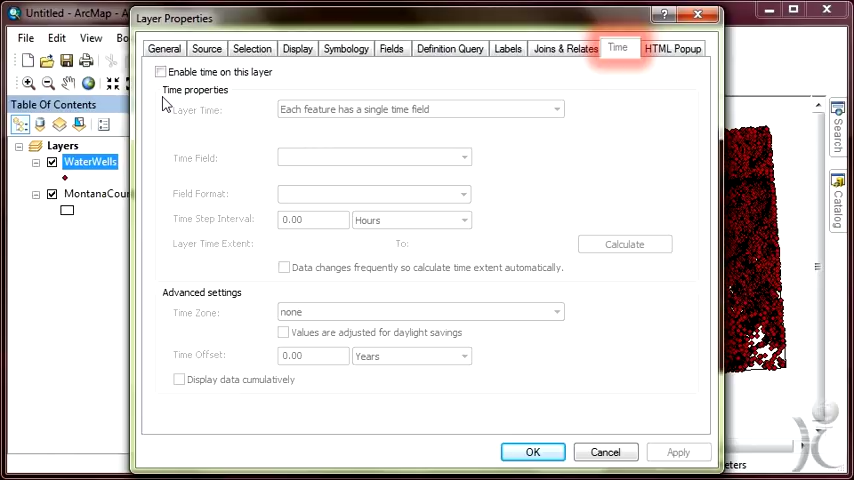 Untitled - ArcMap
Layer Properties
File Edit View
General Source Selection Display Symbology Fields Definition Query Labels Joins & Relates Time HTML Popup
Table Of Contents
Enable time on this layer
Time properties
Layer Time: Each feature has a single time field
Layers
WaterWells
Time Field:
MontanaCoun
Field Format:
Time Step Interval: 0.00 Hours
Layer Time Extent: To: Calculate
Data changes frequently so calculate time extent automatically.
Advanced settings
Time Zone: none
Values are adjusted for daylight savings
Time Offset: 0.00 Years
Display data cumulatively
OK Cancel Apply
Search
Catalog